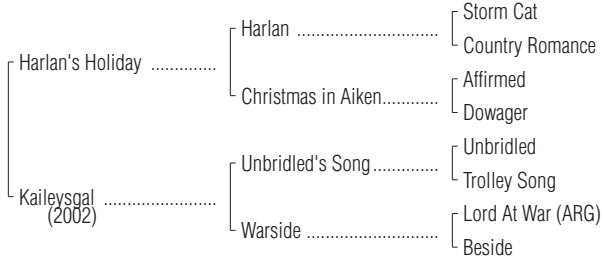 Storm Cat
Harlan ..................................
Country Romance
Harlan's Holiday ...............
Affirmed
Christmas in Aiken.............
Dowager
Unbridled
Unbridled's Song...............
Trolley Song
Kaileysgal ..........................
(2002)
Lord At War (ARG)
Warside ..............................
Beside